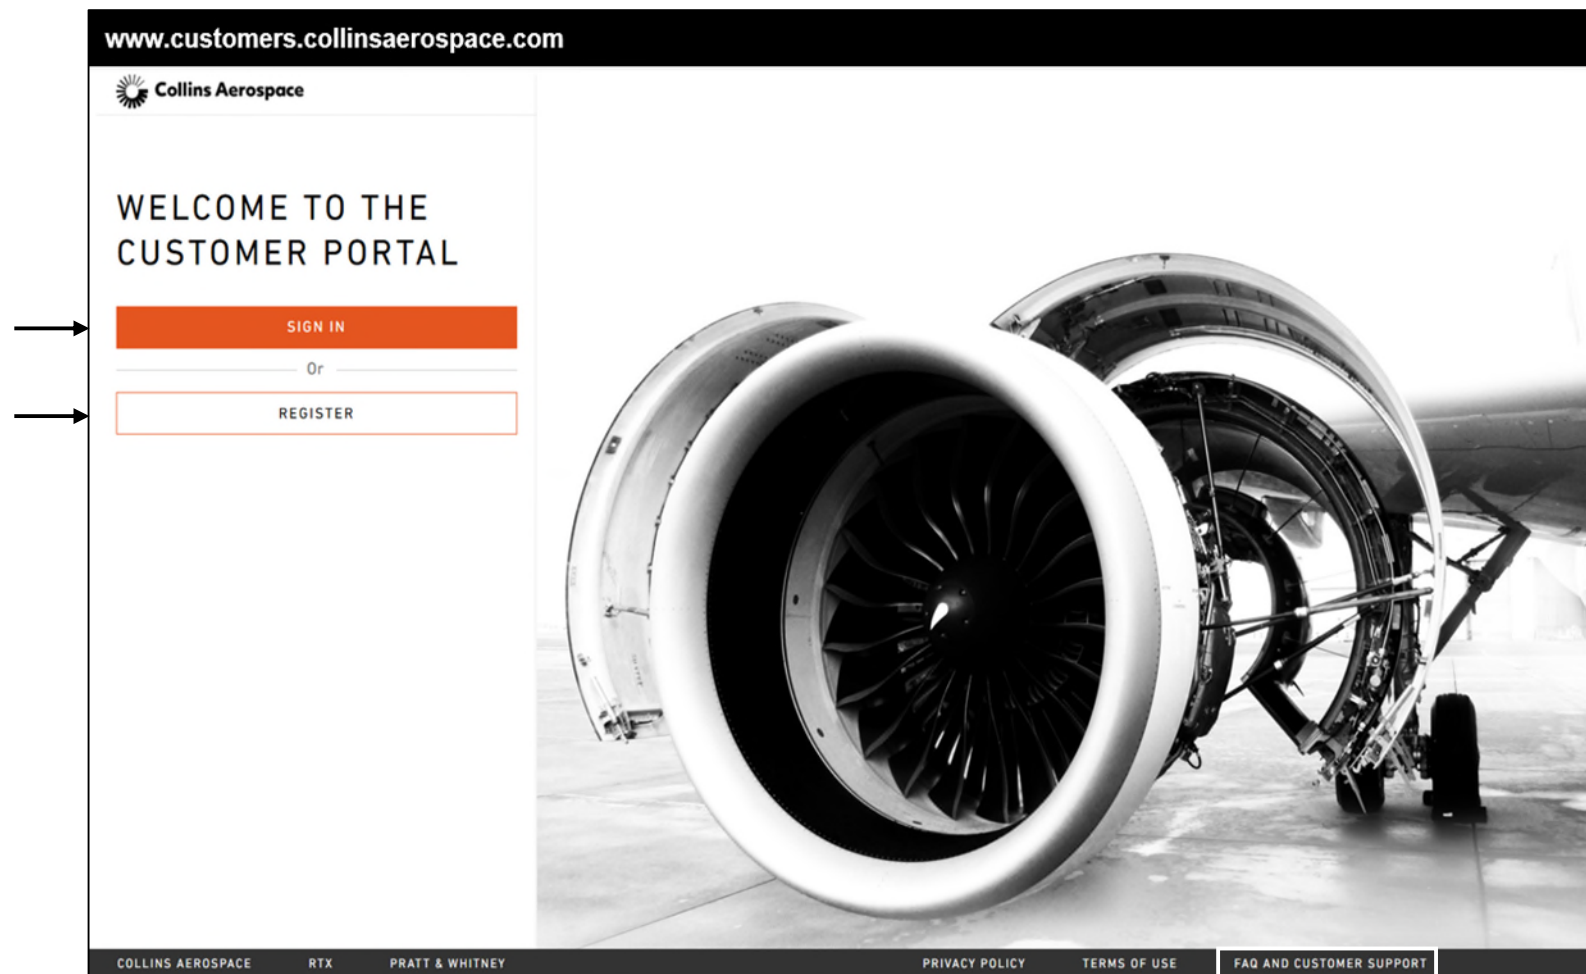 www.customers.collinsaerospace.com
Collins Aerospace
WELCOME TO THE
CUSTOMER PORTAL
SIGN IN
Or
REGISTER
COLLINS AEROSPACE RTX PRATT & WHITNEY PRIVACY POLICY TERMS OF USE FAQ AND CUSTOMER SUPPORT